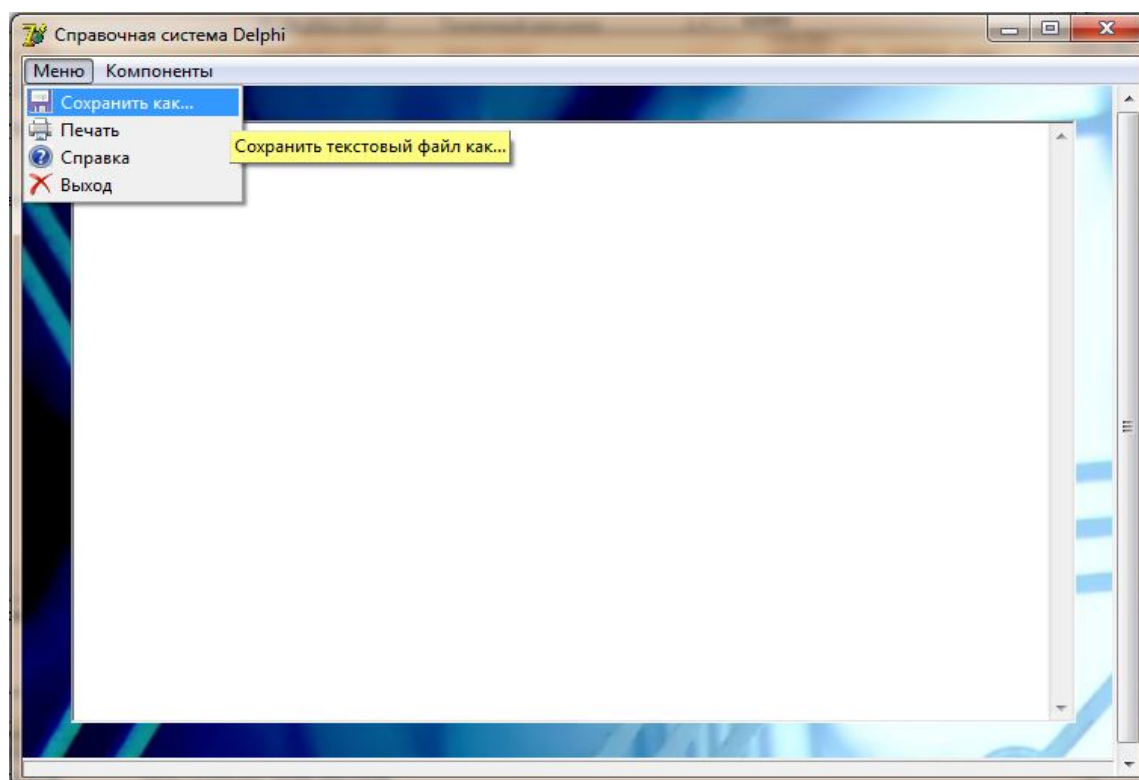 Справочная система Delphi
Меню Компоненты
Сохранить как...
Печать
Сохранить текстовый файл как...
Справка
Выход